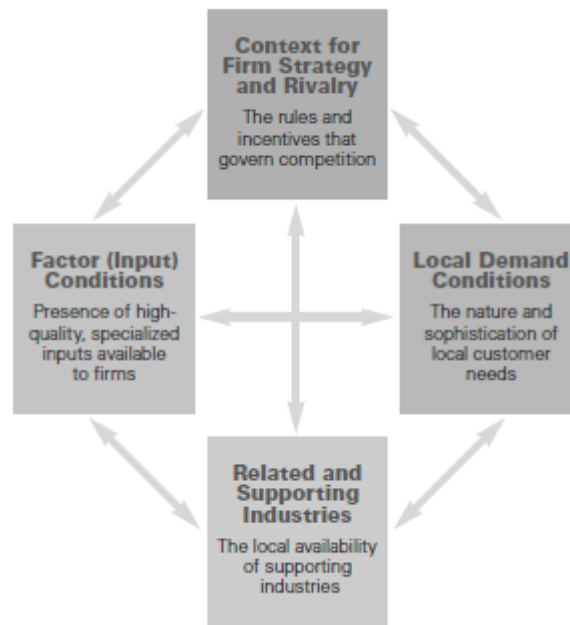 Context for
Firm Strategy
and Rivalry
The rules and
incentives that
govern competition
Factor (Input)
Conditions
Presence of high-
quality, specialized
inputs available
to firms
Local Demand
Conditions
The nature and
sophistication of
local customer
needs
Related and
Supporting
Industries
The local availability
of supporting
industries